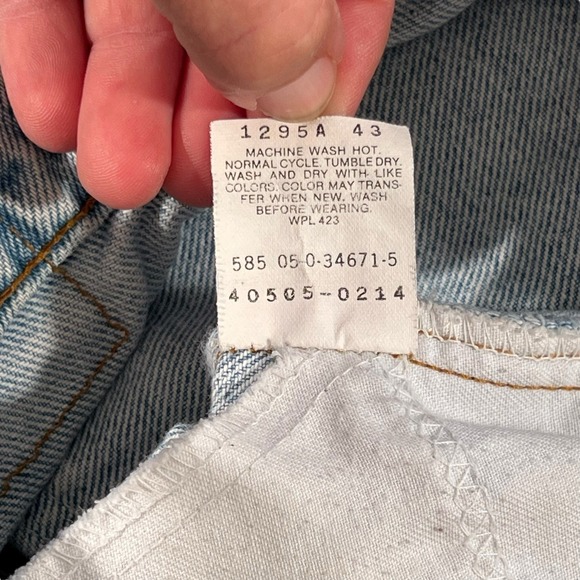 1295A 43
MACHINE WASH HOT.
NORMAL CYCLE. TUMBLE DRY.
WASH AND DRY WITH LIKE
COLORS. COLOR MAY TRANS-
FER WHEN NEW. WASH
BEFORE WEARING.
WPL 423
585 05-0-34671-5
40505-0214